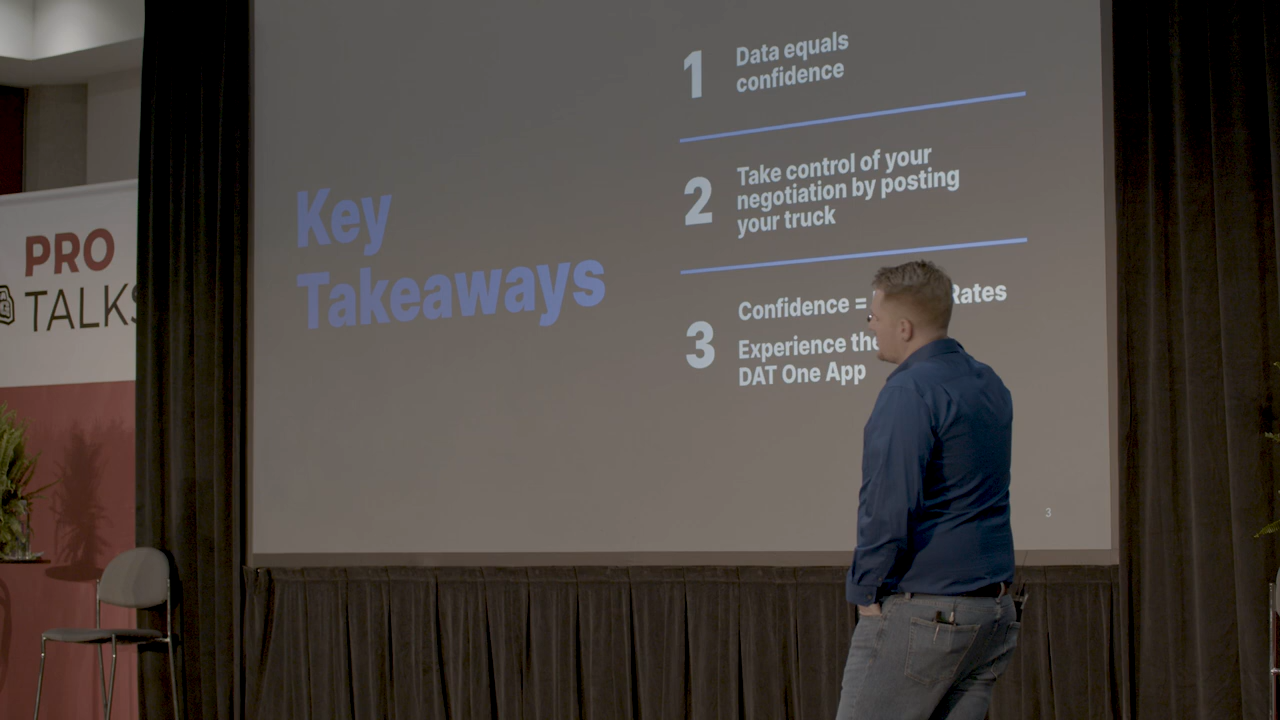 PRO
TALKS
Key
Takeaways
1
Data equals
confidence
2
Take control of your
negotiation by posting
your truck
3
Confidence = Rates
Experience the
DAT One App
3